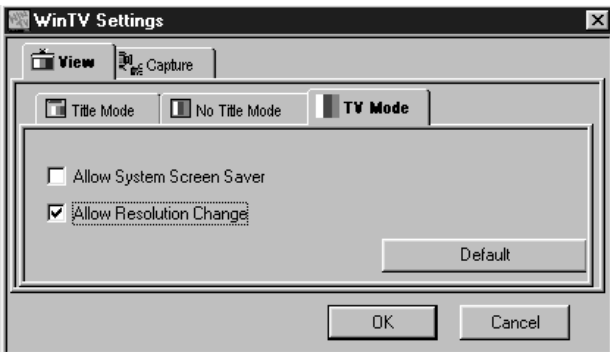 WinTV Settings
View Capture
Title Mode No Title Mode TV Mode
Allow System Screen Saver
Allow Resolution Change
Default
OK Cancel